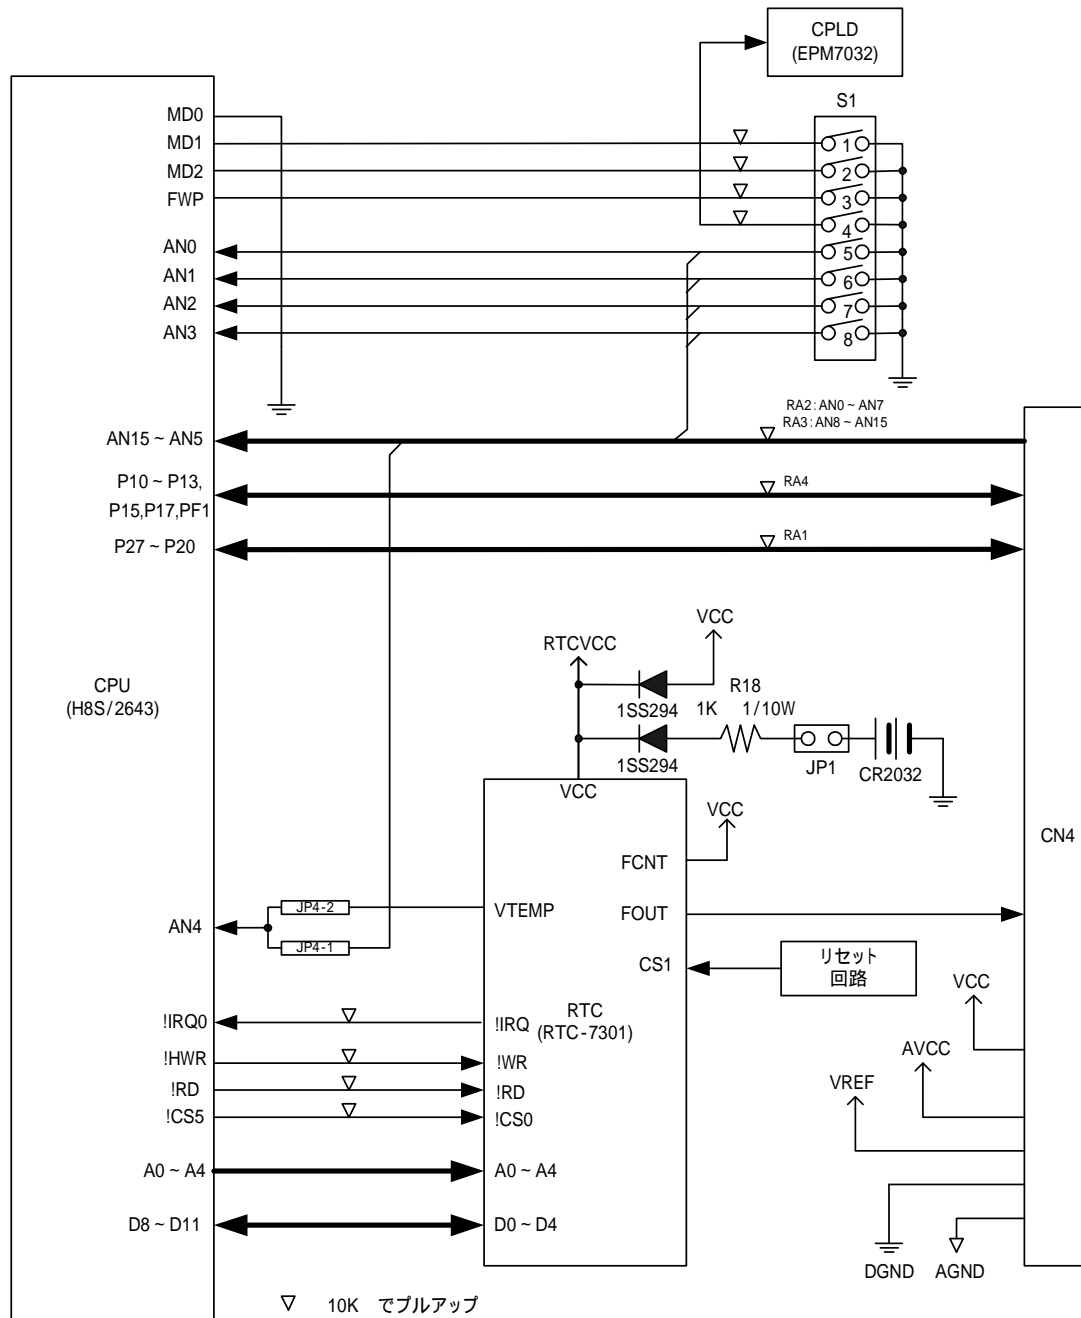 CPLD
(EPM7032)
S1
MD0
MD1
MD2
FWP
AN0
AN1
AN2
AN3
1
2
3
4
5
6
7
8
RA2:AN0 ~ AN7
RA3:AN8 ~ AN15
AN15 ~ AN5
P10 ~ P13,
P15,P17,PF1
RA4
P27 ~ P20
RA1
CPU
(H8S/2643)
VCC
RTCVCC
1SS294
R18
1K 1/10W
1SS294
JP1
CR2032
VCC
VCC
FCNT
CN4
VTEMP
FOUT
CS1
JP4-2
AN4
JP4-1
リセット
回路
VCC
AVCC
VREF
RTC
(RTC-7301)
!IRQ0
!IRQ
!HWR
!WR
!RD
!RD
!CS5
!CS0
A0 ~ A4
A0 ~ A4
D8 ~ D11
D0 ~ D4
DGND
AGND
▽ 10K でプルアップ